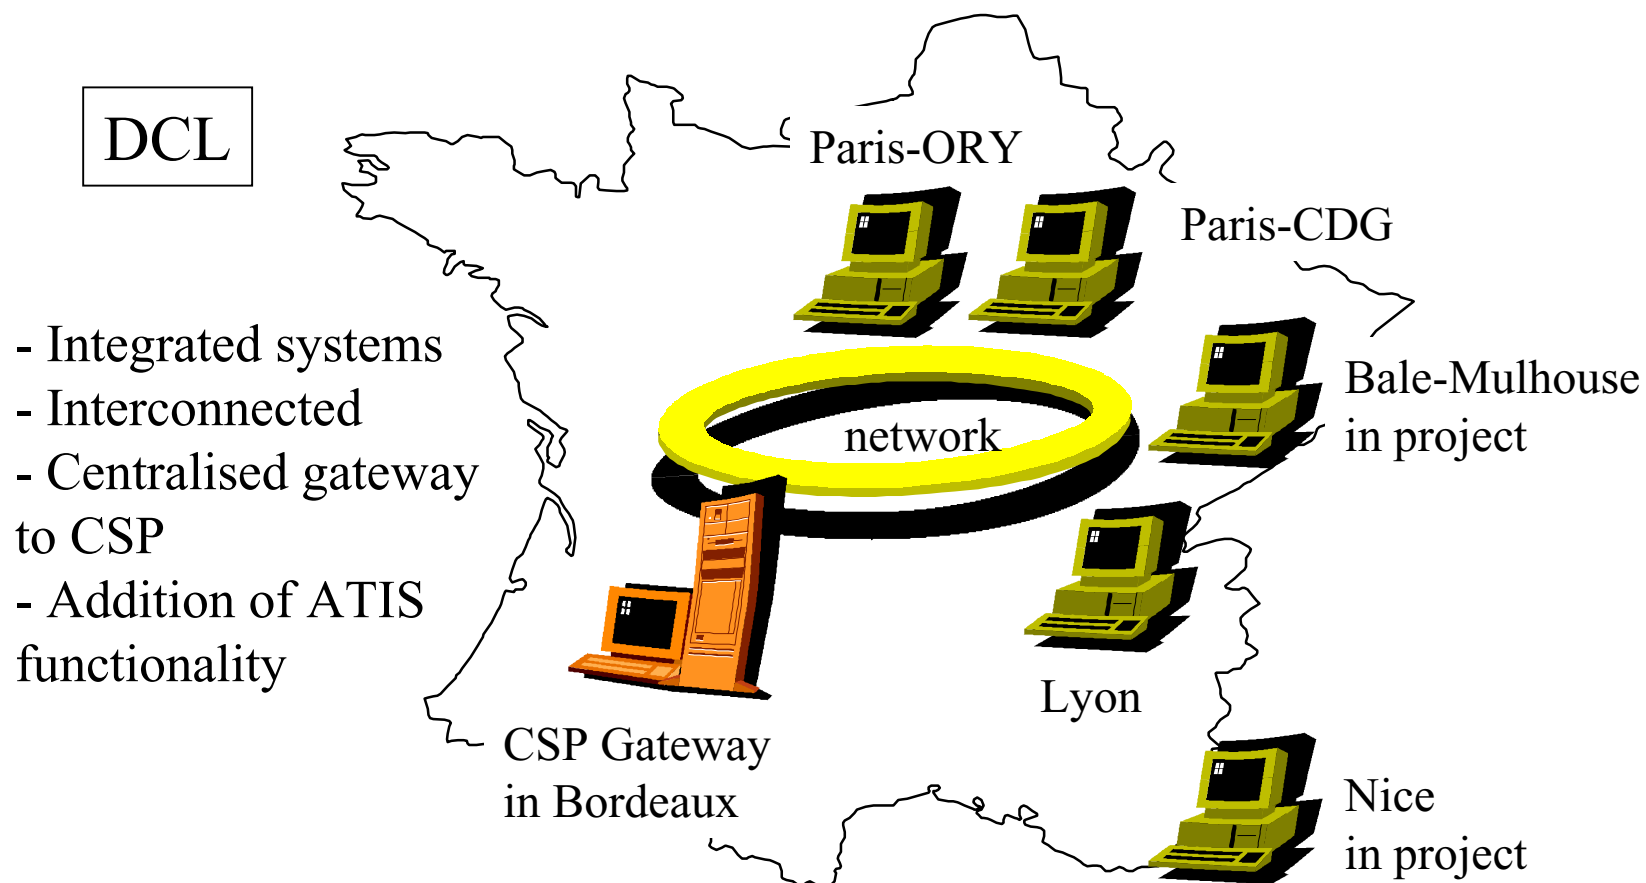 DCL
Paris-ORY
Paris-CDG
- Integrated systems
- Interconnected
- Centralised gateway
to CSP
- Addition of ATIS
functionality
network
Bale-Mulhouse
in project
Lyon
CSP Gateway
in Bordeaux
Nice
in project